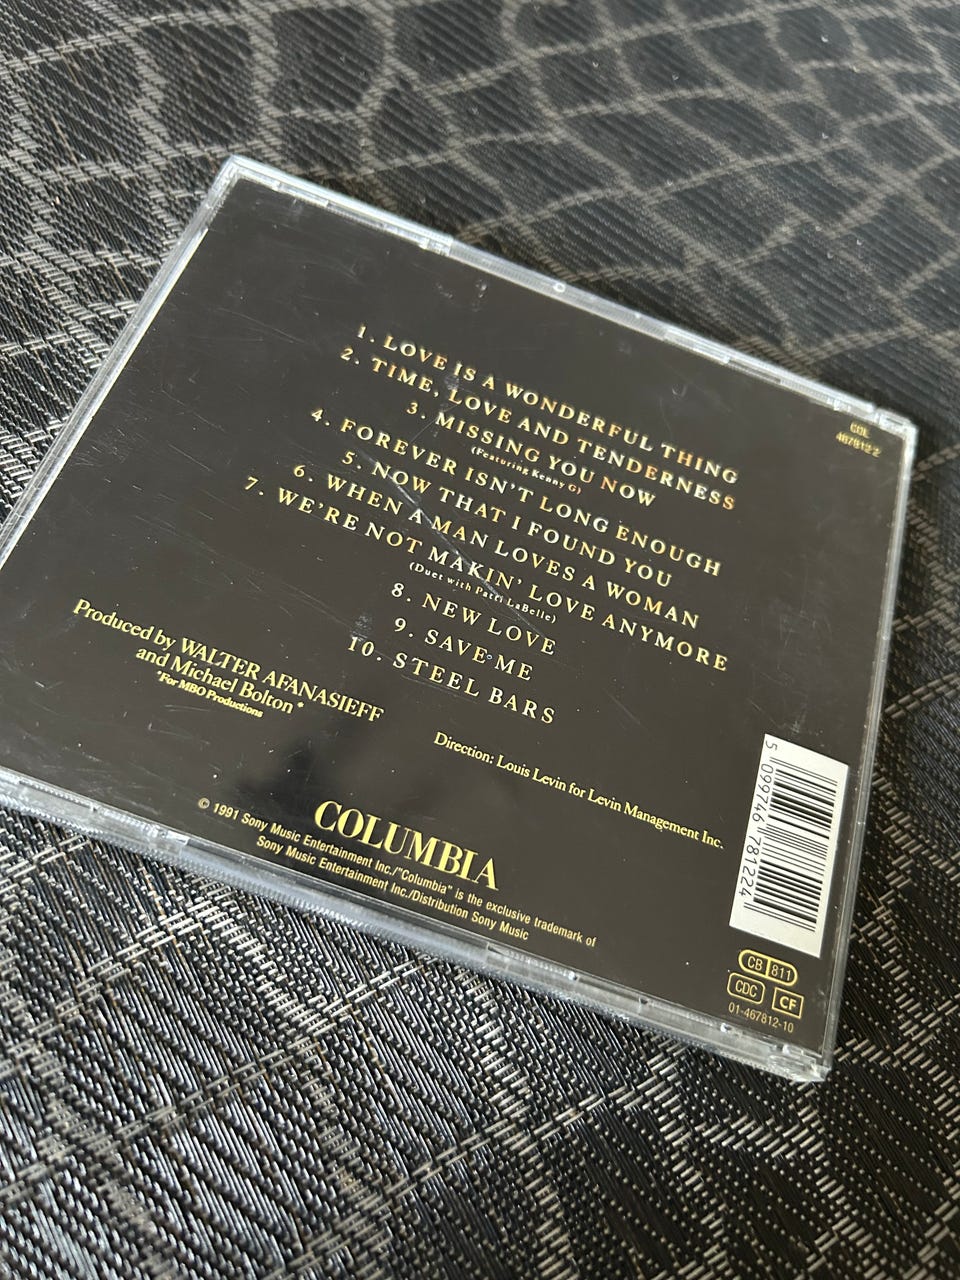 COL
467812 2
1. LOVE IS A WONDERFUL THING
2. TIME, LOVE AND TENDERNESS
3. MISSING YOU NOW
(Featuring Kenny G)
4. FOREVER ISN'T LONG ENOUGH
5. NOW THAT I FOUND YOU
6. WHEN A MAN LOVES A WOMAN
7. WE'RE NOT MAKIN' LOVE ANYMORE
(Duet with Patti LaBelle)
8. NEW LOVE
9. SAVE ME
10. STEEL BARS
Produced by WALTER AFANASIEFF
and Michael Bolton*
*For MBO Productions
Direction: Louis Levin for Levin Management Inc.
COLUMBIA
© 1991 Sony Music Entertainment Inc./"Columbia" is the exclusive trademark of
Sony Music Entertainment Inc./Distribution Sony Music
5 099746 781224
CB 811
CDC CF
01-467812-10